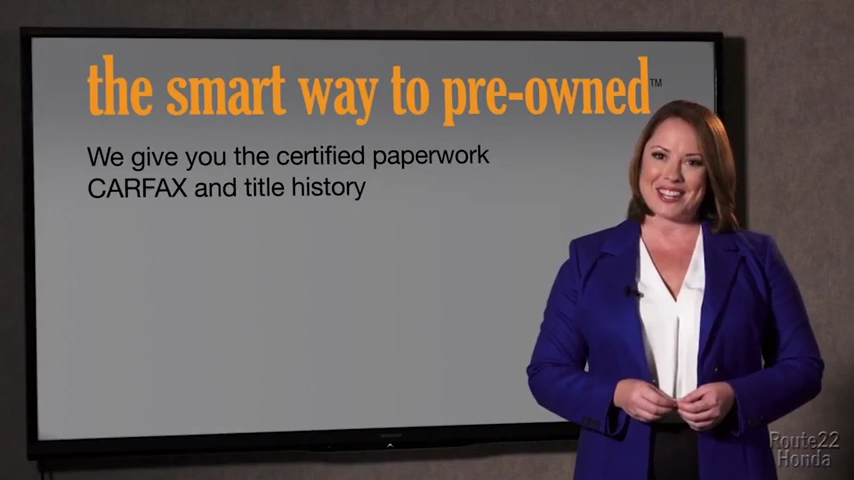 the smart way to pre-owned™
We give you the certified paperwork
CARFAX and title history
Route22
Honda